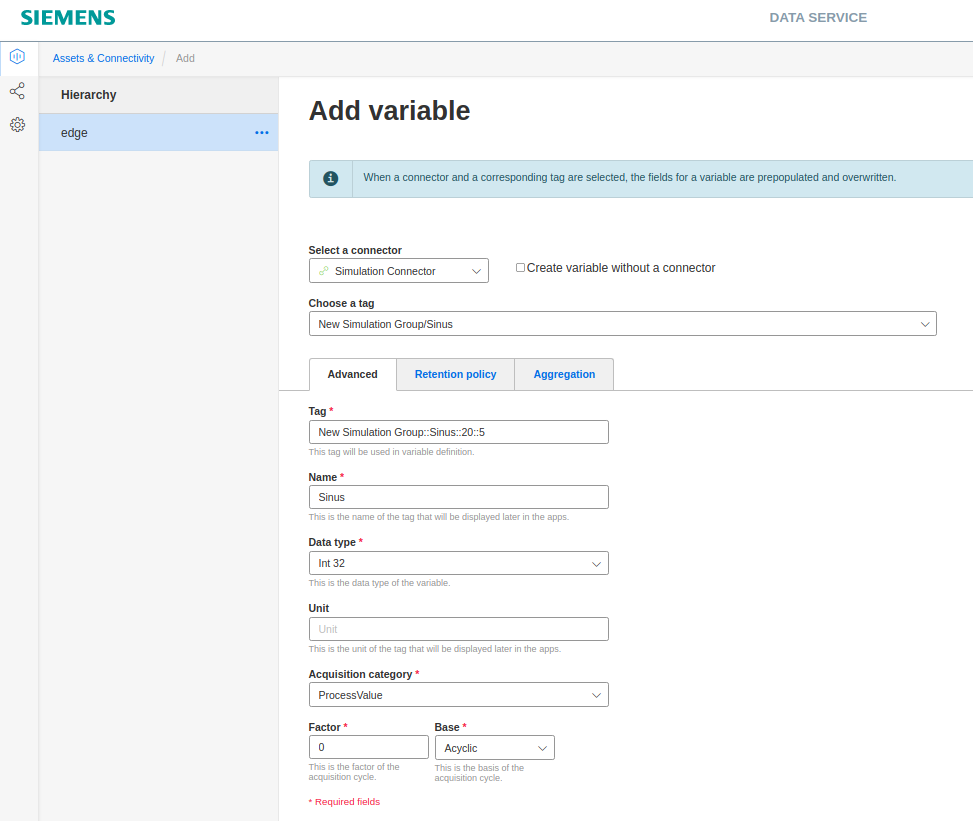 SIEMENS
DATA SERVICE
Assets & Connectivity
Add
Hierarchy
edge
Add variable
When a connector and a corresponding tag are selected, the fields for a variable are prepopulated and overwritten.
Select a connector
Simulation Connector
Create variable without a connector
Choose a tag
New Simulation Group/Sinus
Advanced
Retention policy
Aggregation
Tag *
New Simulation Group::Sinus::20::5
This tag will be used in variable definition.
Name *
Sinus
This is the name of the tag that will be displayed later in the apps.
Data type *
Int 32
This is the data type of the variable.
Unit
Unit
This is the unit of the tag that will be displayed later in the apps.
Acquisition category *
ProcessValue
Factor *
Base *
0
Acyclic
This is the factor of the
acquisition cycle.
This is the basis of the
acquisition cycle.
* Required fields